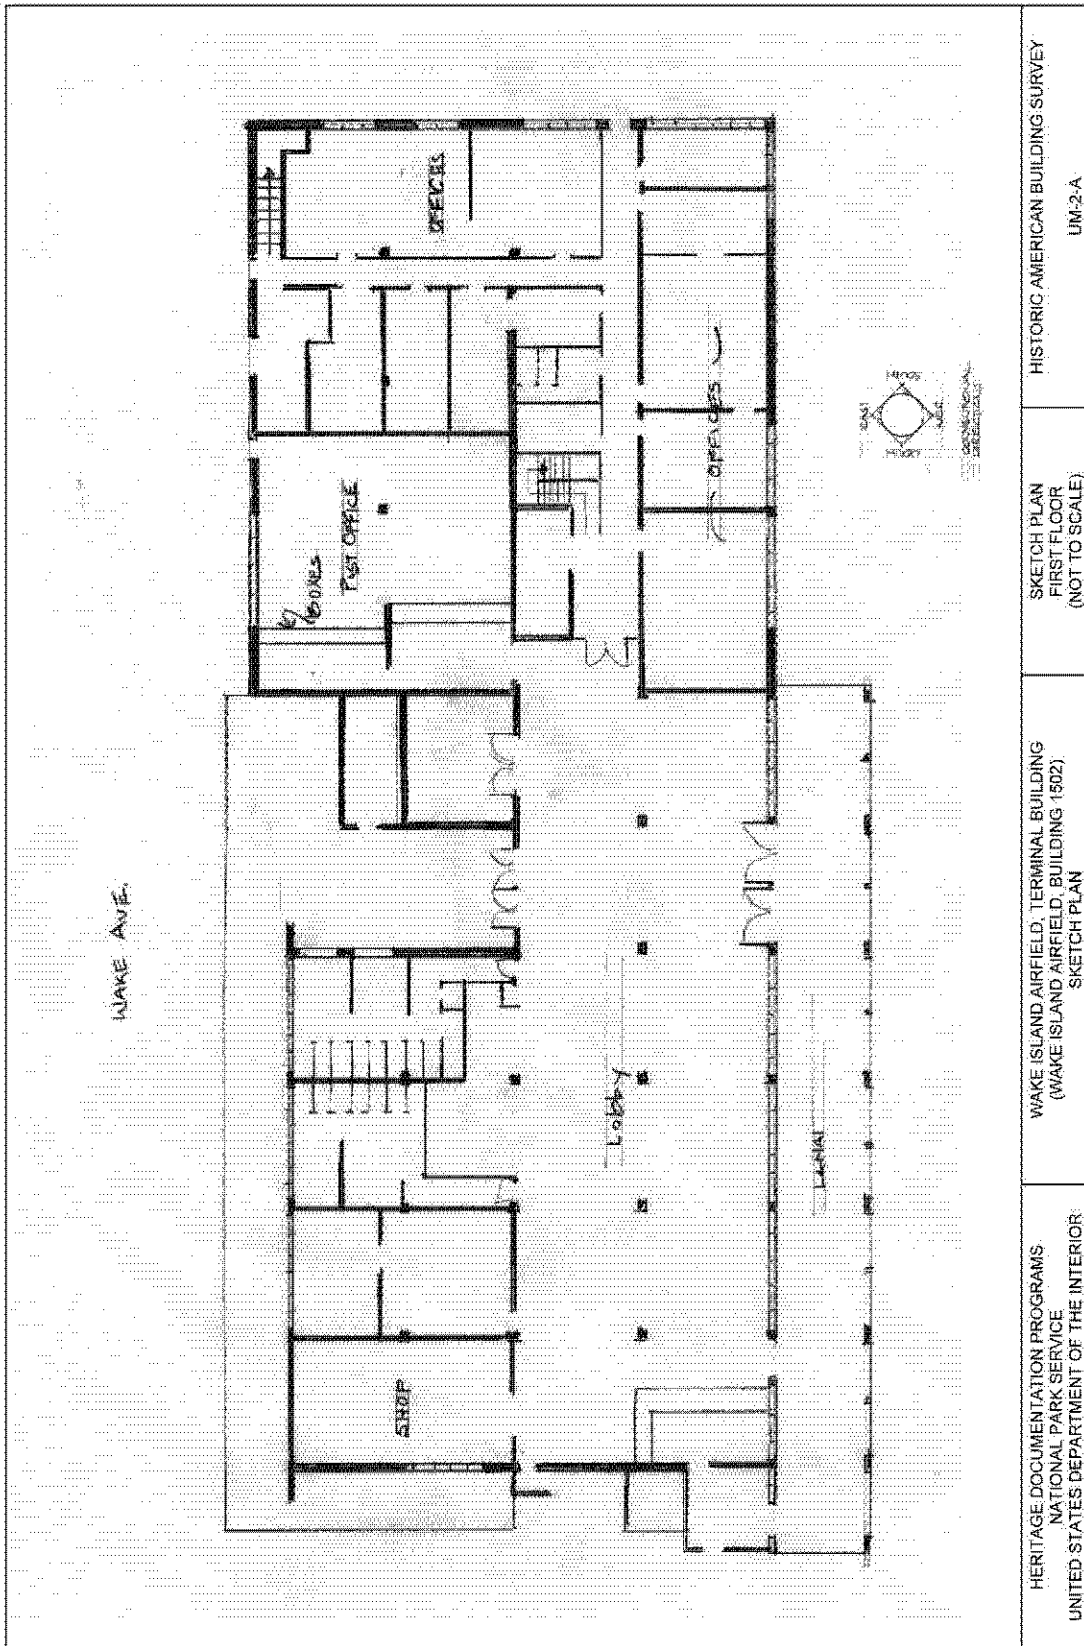 WAKE AVE.
OFFICES
W/ BOXES
POST OFFICE
OFFICES
LOBBY
LANAI
SHOP
HERITAGE DOCUMENTATION PROGRAMS
NATIONAL PARK SERVICE
UNITED STATES DEPARTMENT OF THE INTERIOR
WAKE ISLAND AIRFIELD, TERMINAL BUILDING
(WAKE ISLAND AIRFIELD, BUILDING 1502)
SKETCH PLAN
SKETCH PLAN
FIRST FLOOR
(NOT TO SCALE)
HISTORIC AMERICAN BUILDING SURVEY
UM-2-A